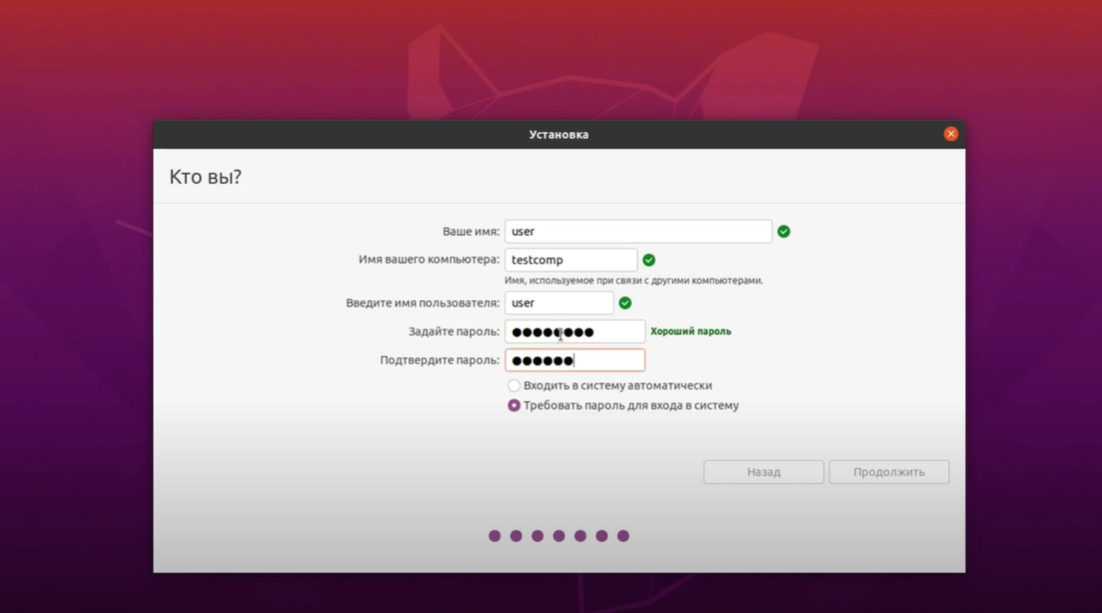 Установка
Кто вы?
Ваше имя: user
Имя вашего компьютера: testcomp
Имя, используемое при связи с другими компьютерами.
Введите имя пользователя: user
Задайте пароль: ●●●●●●●● Хороший пароль
Подтвердите пароль: ●●●●●●
Входить в систему автоматически
Требовать пароль для входа в систему
Назад Продолжить